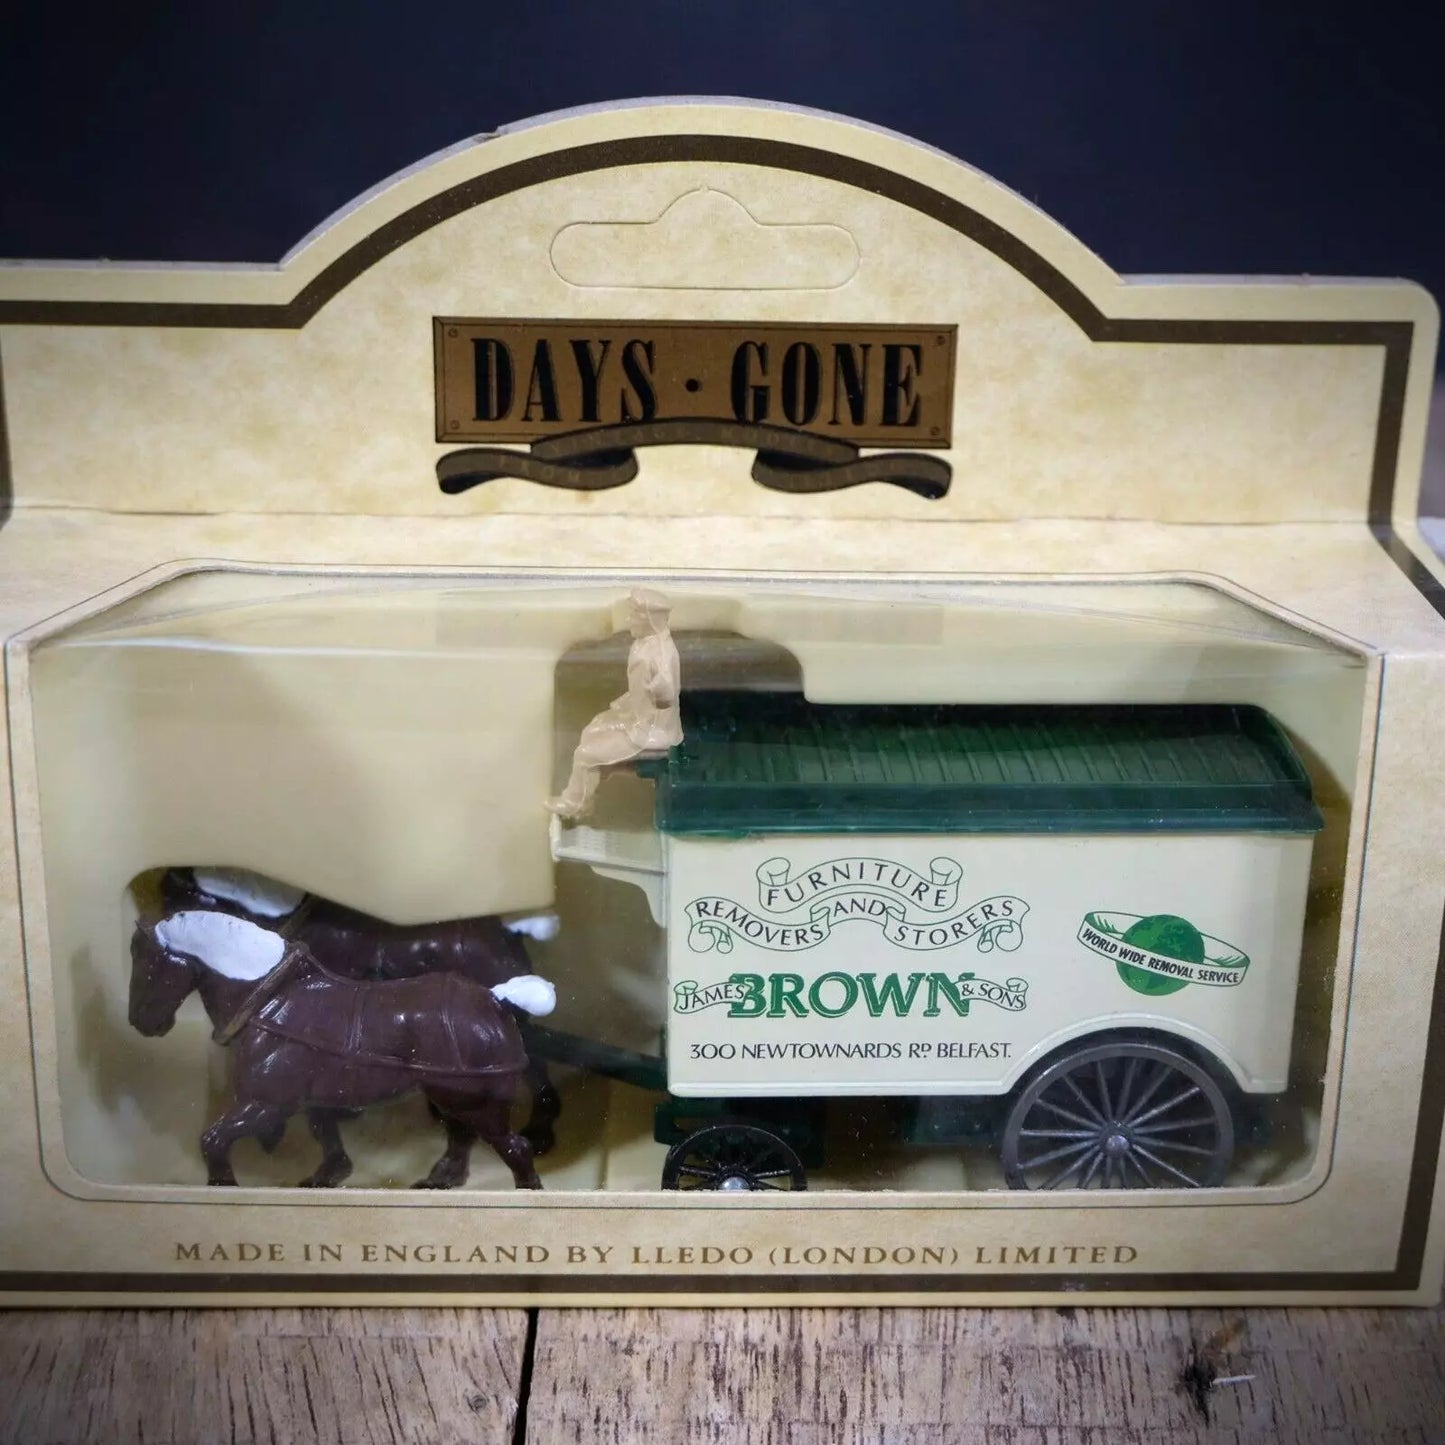 DAYS · GONE
FURNITURE
REMOVERS AND STORERS
JAMES BROWN & SONS
300 NEWTOWNARDS RD BELFAST.
WORLD WIDE REMOVAL SERVICE
MADE IN ENGLAND BY LLEDO (LONDON) LIMITED